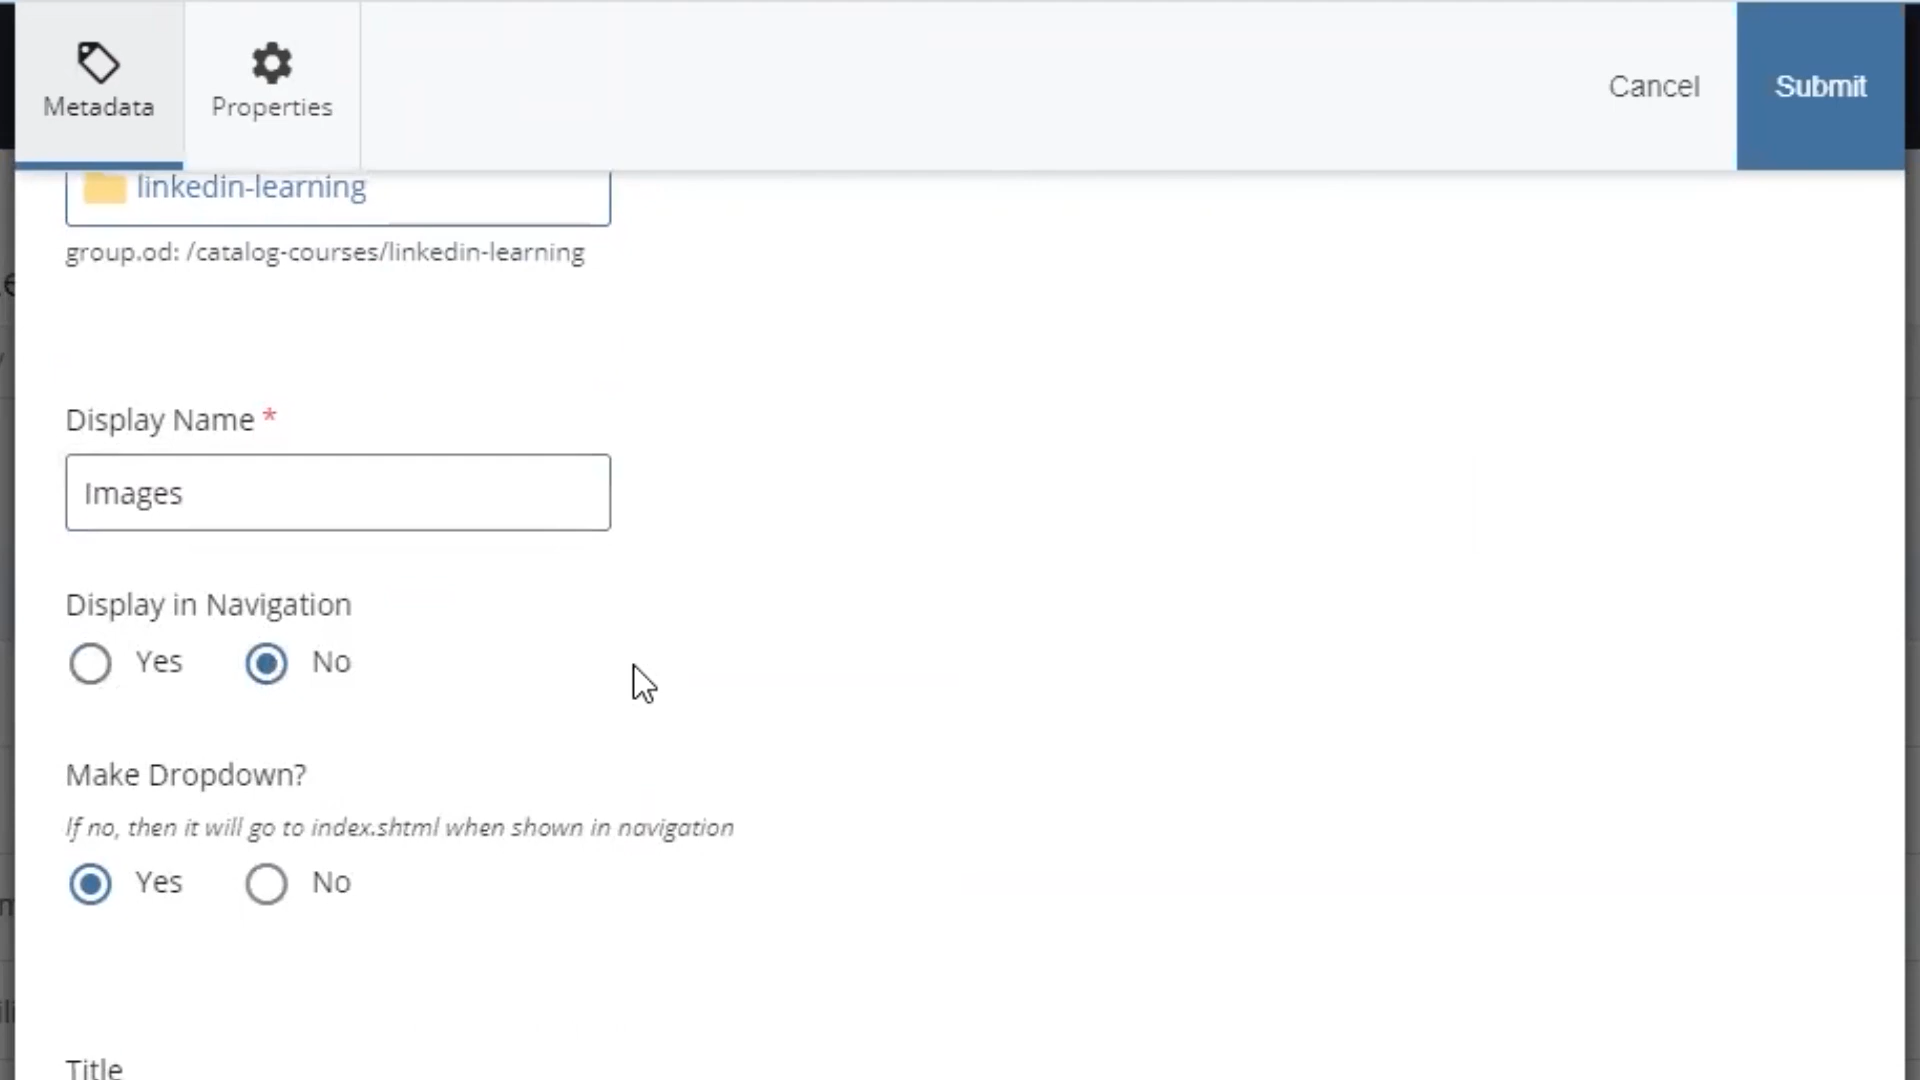 Metadata
Properties
Cancel
Submit
linkedin-learning
group.od: /catalog-courses/linkedin-learning
Display Name *
Images
Display in Navigation
Yes
No
Make Dropdown?
If no, then it will go to index.shtml when shown in navigation
Yes
No
Title